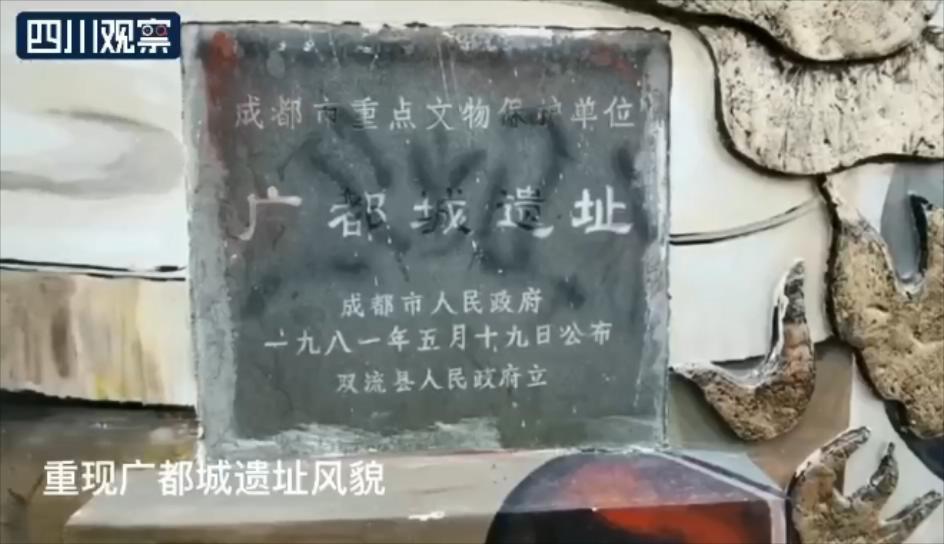 四川观察
成都市重点文物保护单位
广都城遗址
成都市人民政府
一九八一年五月十九日公布
双流县人民政府立
重现广都城遗址风貌